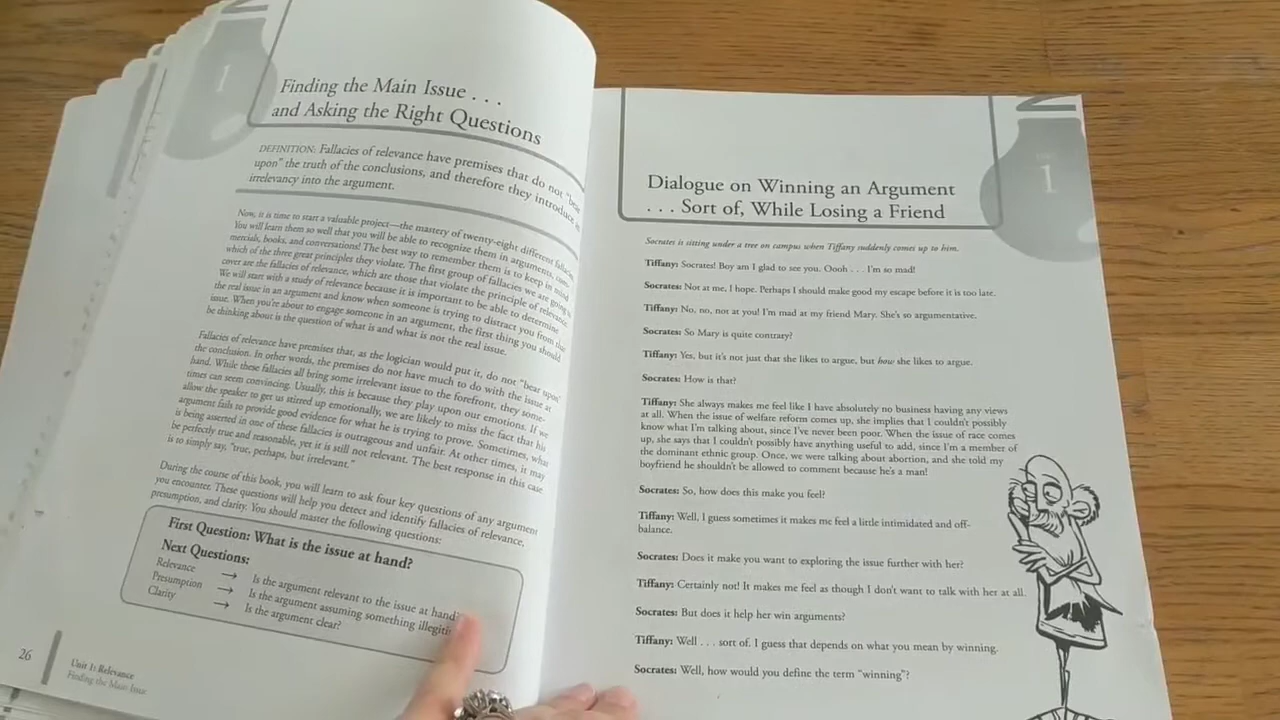 1
Finding the Main Issue . . .
and Asking the Right Questions
DEFINITION: Fallacies of relevance have premises that do not "bear
upon" the truth of the conclusions, and therefore they introduce
irrelevancy into the argument.
Now, it is time to start a valuable project—the mastery of twenty-eight different fallacies.
You will learn them so well that you will be able to recognize them in arguments, com-
mercials, books, and conversations! The best way to remember them is to keep in mind
which of the three great principles they violate. The first group of fallacies we are going to
cover are the fallacies of relevance, which are those that violate the principle of relevance.
We will start with a study of relevance because it is important to be able to determine
the real issue in an argument and know when someone is trying to distract you from that
issue. When you're about to engage someone in an argument, the first thing you should
be thinking about is the question of what is and what is not the real issue.
Fallacies of relevance have premises that, as the logician would put it, do not "bear upon"
the conclusion. In other words, the premises do not have much to do with the issue at
hand. While these fallacies all bring some irrelevant issue to the forefront, they some-
times can seem convincing. Usually, this is because they play upon our emotions. If we
allow the speaker to get us stirred up emotionally, we are likely to miss the fact that his
argument fails to provide good evidence for what he is trying to prove. Sometimes, what
is being asserted in one of these fallacies is outrageous and unfair. At other times, it may
be perfectly true and reasonable, yet it is still not relevant. The best response in this case
is to simply say, "true, perhaps, but irrelevant."
During the course of this book, you will learn to ask four key questions of any argument
you encounter. These questions will help you detect and identify fallacies of relevance,
presumption, and clarity. You should master the following questions:
First Question: What is the issue at hand?
Next Questions:
Relevance → Is the argument relevant to the issue at hand?
Presumption → Is the argument assuming something
Clarity → Is the argument clear?
26
Unit 1: Relevance
Finding the Main Issue
1
Dialogue on Winning an Argument
. . . Sort of, While Losing a Friend
Socrates is sitting under a tree on campus when Tiffany suddenly comes up to him.
Tiffany: Socrates! Boy am I glad to see you. Oooh . . . I'm so mad!
Socrates: Not at me, I hope. Perhaps I should make good my escape before it is too late.
Tiffany: No, no, not at you! I'm mad at my friend Mary. She's so argumentative.
Socrates: So Mary is quite contrary?
Tiffany: Yes, but it's not just that she likes to argue, but how she likes to argue.
Socrates: How is that?
Tiffany: She always makes me feel like I have absolutely no business having any views
at all. When the issue of welfare reform comes up, she implies that I couldn't possibly
know what I'm talking about, since I've never been poor. When the issue of race comes
up, she says that I couldn't possibly have anything useful to add, since I'm a member of
the dominant ethnic group. Once, we were talking about abortion, and she told my
boyfriend he shouldn't be allowed to comment because he's a man!
Socrates: So, how does this make you feel?
Tiffany: Well, I guess sometimes it makes me feel a little intimidated and off-
balance.
Socrates: Does it make you want to exploring the issue further with her?
Tiffany: Certainly not! It makes me feel as though I don't want to talk with her at all.
Socrates: But does it help her win arguments?
Tiffany: Well . . . sort of. I guess that depends on what you mean by winning.
Socrates: Well, how would you define the term "winning"?